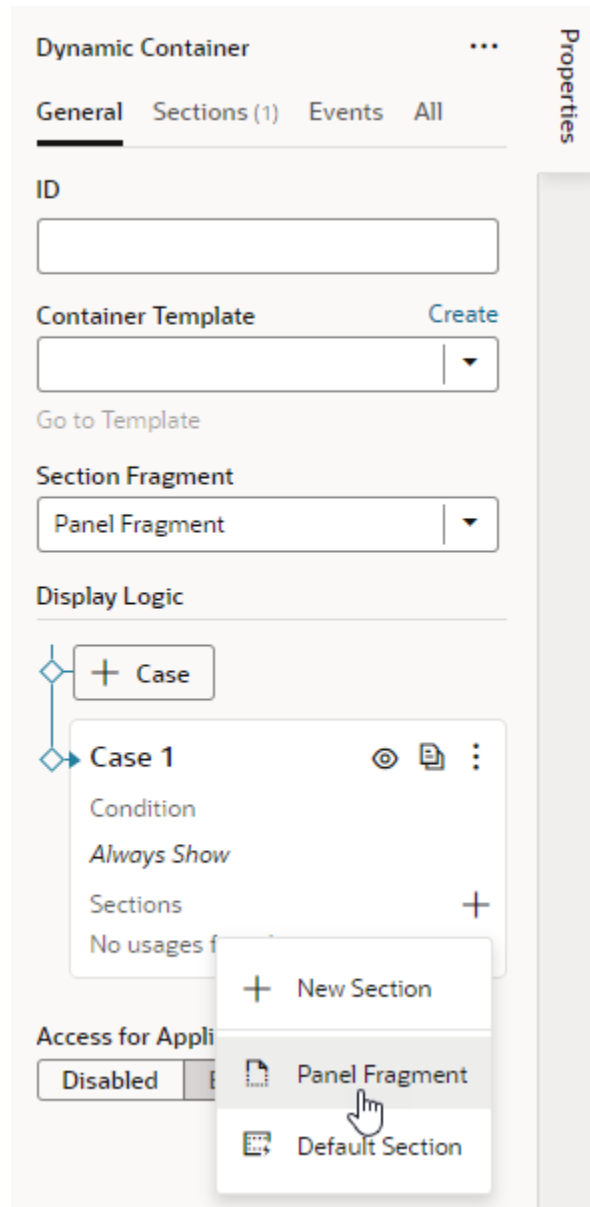 Dynamic Container
Properties
General Sections (1) Events All
ID
Container Template Create
Go to Template
Section Fragment
Panel Fragment
Display Logic
+ Case
Case 1
Condition
Always Show
Sections +
No usages
+ New Section
Access for Appli
Disabled
Panel Fragment
Default Section